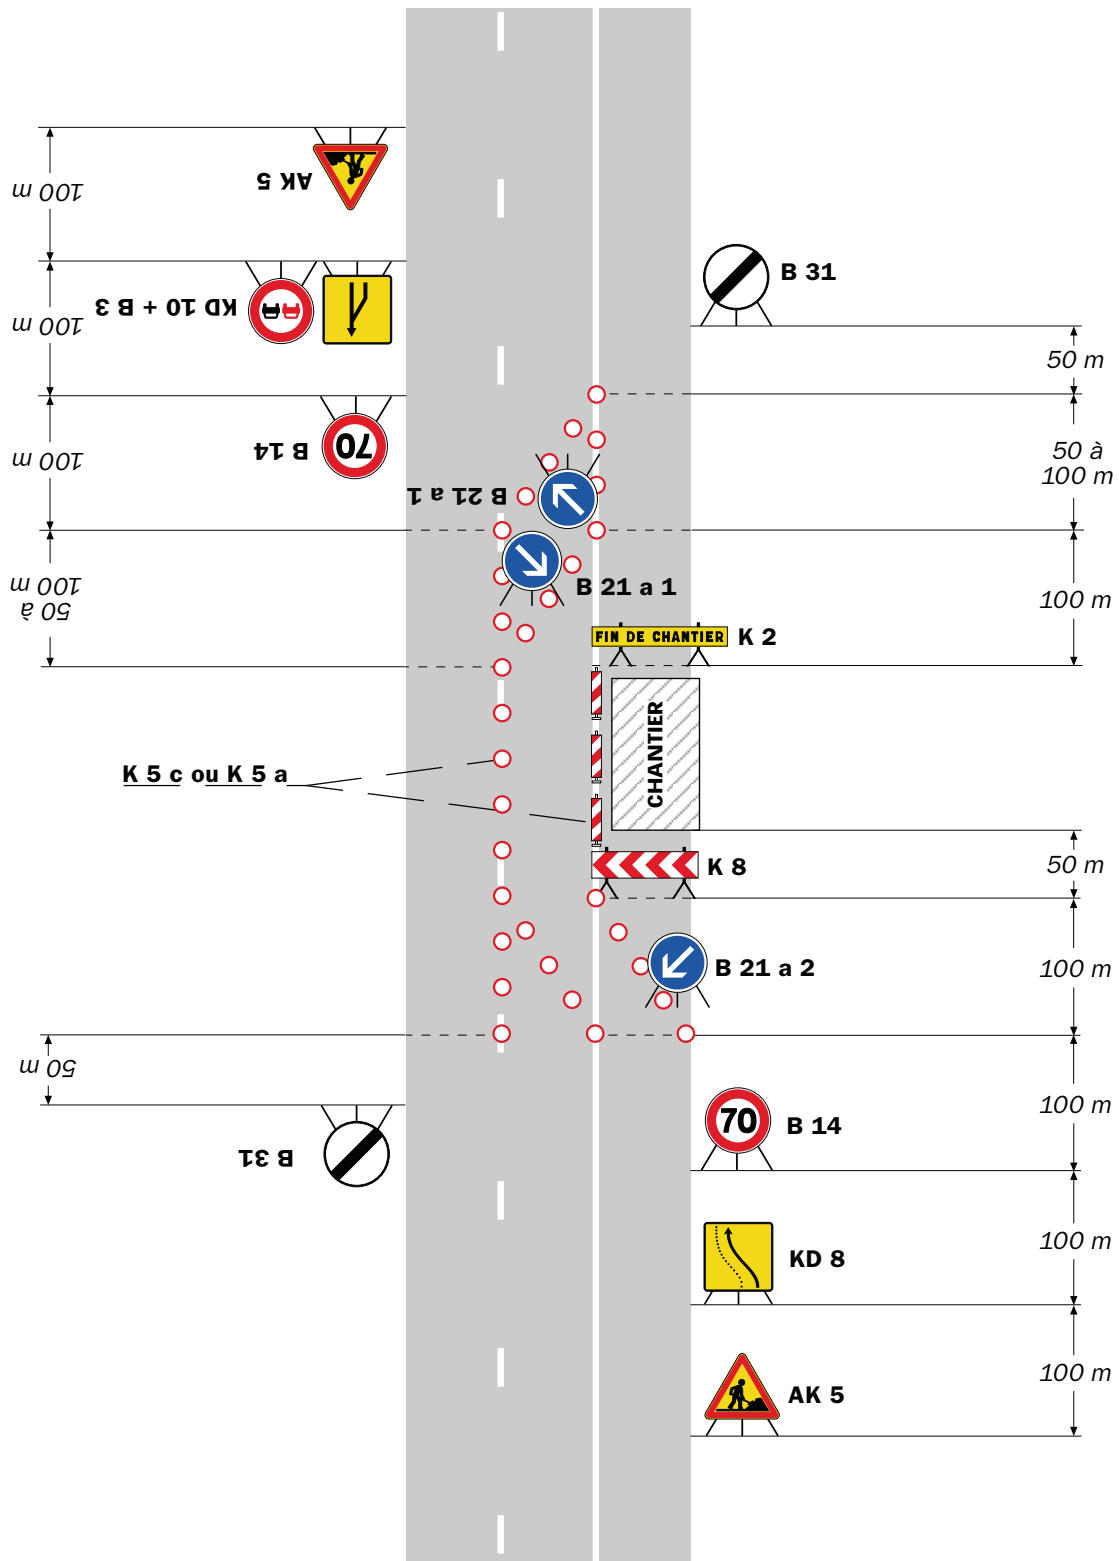 100 m
AK 5
100 m
KD 10 + B 3
100 m
70
B 14
B 21 a 1
50 à
100 m
50 m
B 31
B 31
50 m
50 à
100 m
100 m
B 21 a 1
FIN DE CHANTIER
K 2
CHANTIER
K 5 c ou K 5 a
K 8
50 m
B 21 a 2
100 m
70
B 14
100 m
KD 8
100 m
AK 5
100 m